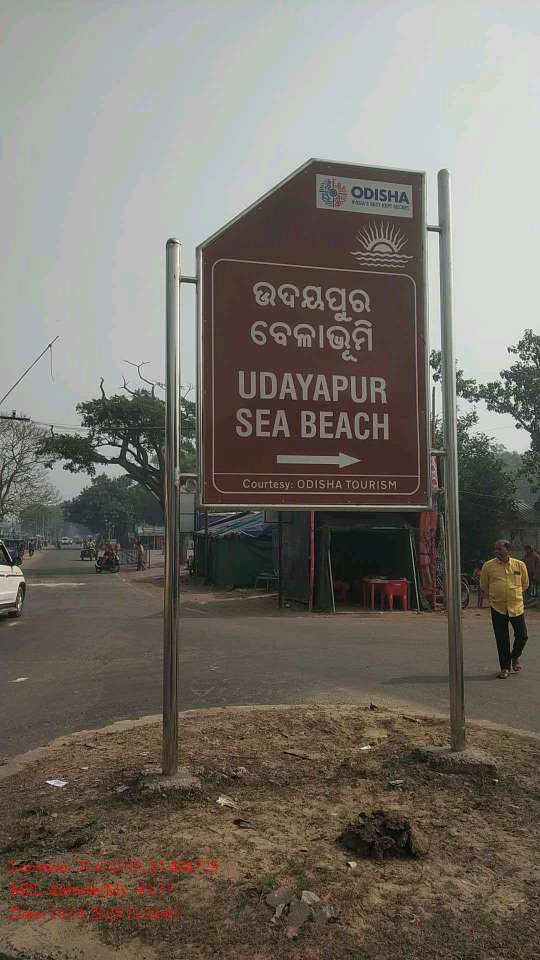 ODISHA
INDIA'S BEST KEPT SECRET
ଉଦୟପୁର
ବେଳାଭୂମି
UDAYAPUR
SEA BEACH
Courtesy: ODISHA TOURISM